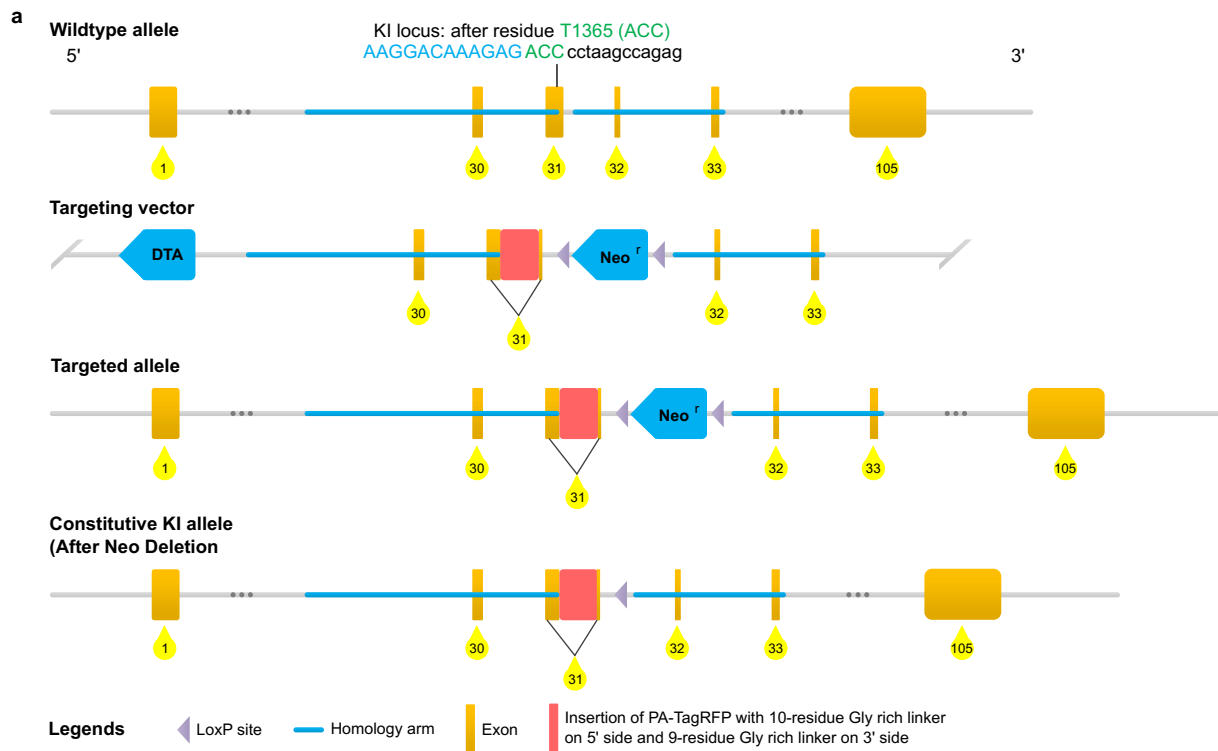 a
Wildtype allele
KI locus: after residue T1365 (ACC)
5'
AAGGACAAAGAG ACC cctaagccagag
3'
1
30
31
32
33
105
Targeting vector
DTA
Neo r
30
31
32
33
Targeted allele
Neo r
1
30
31
32
33
105
Constitutive KI allele
(After Neo Deletion
1
30
31
32
33
105
Legends
LoxP site
Homology arm
Exon
Insertion of PA-TagRFP with 10-residue Gly rich linker
on 5' side and 9-residue Gly rich linker on 3' side